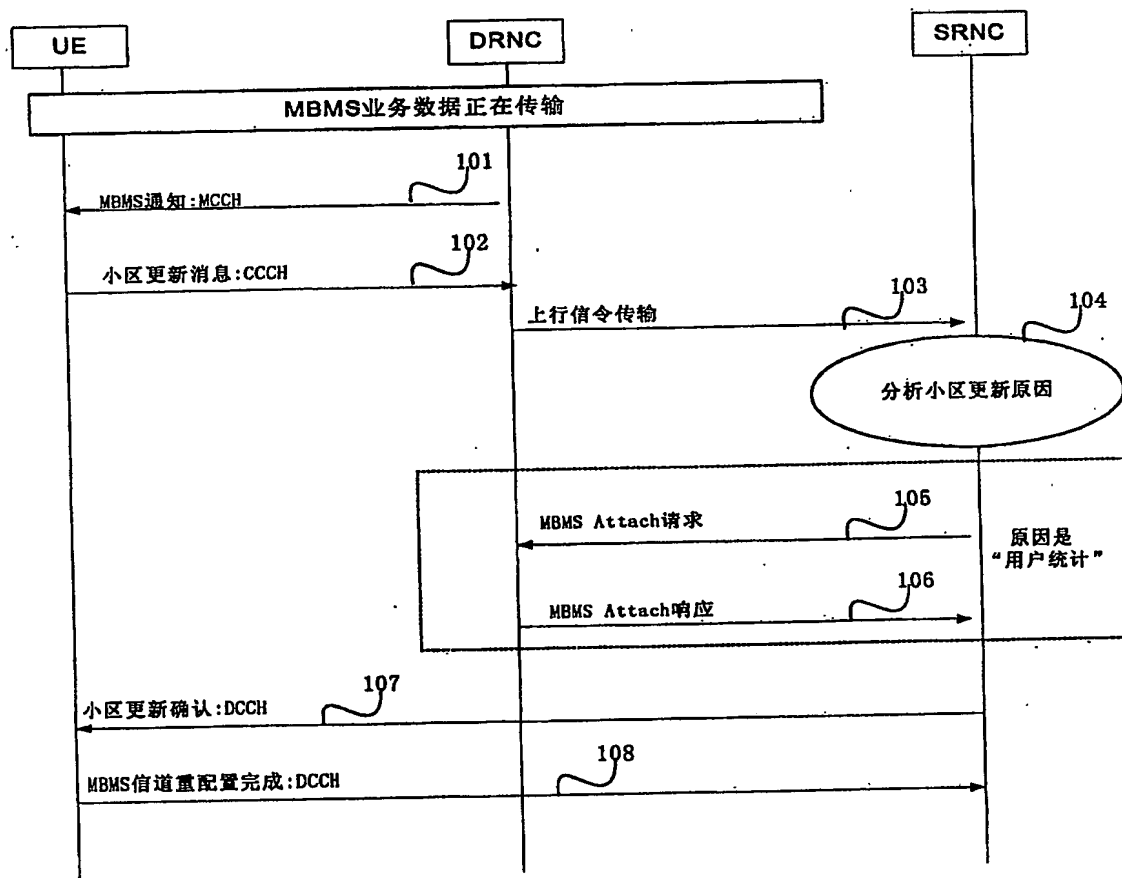 UE
DRNC
SRNC
MBMS业务数据正在传输
101
MBMS通知:MCCH
102
小区更新消息:CCCH
103
上行信令传输
104
分析小区更新原因
105
MBMS Attach请求
原因是
“用户统计”
106
MBMS Attach响应
107
小区更新确认:DCCH
108
MBMS信道重配置完成:DCCH